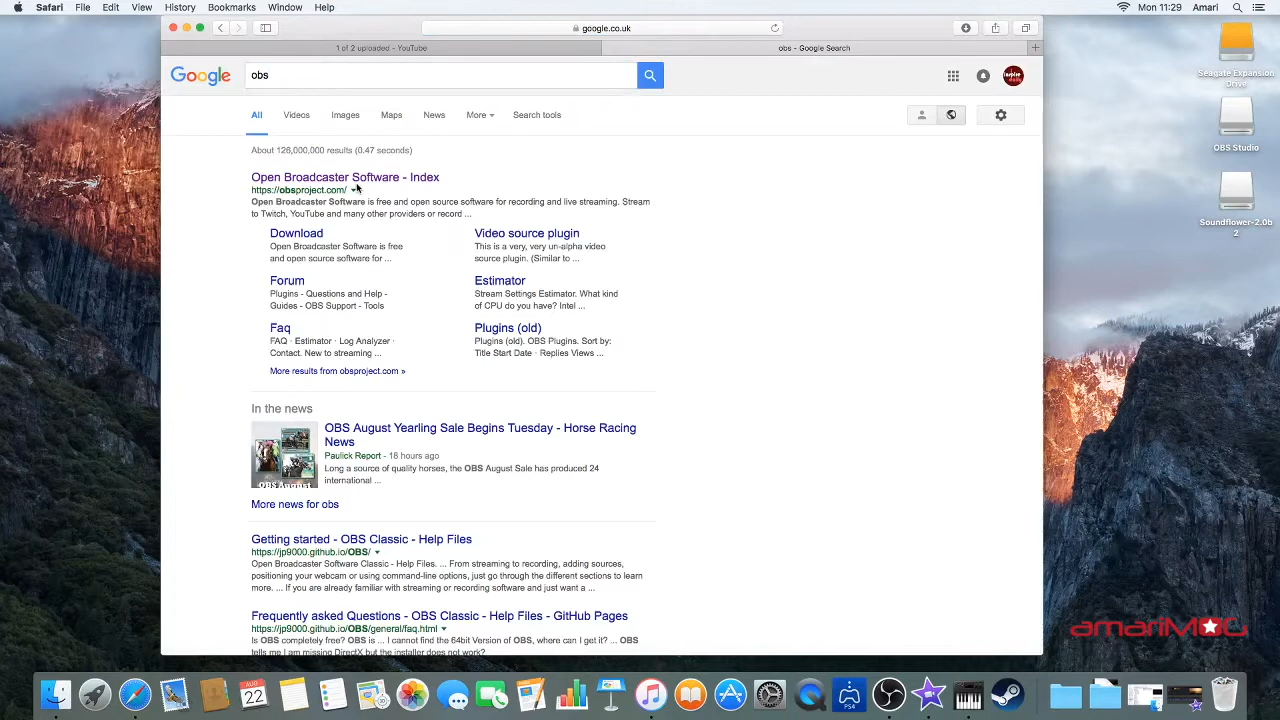 Safari File Edit View History Bookmarks Window Help
Mon 11:29 Amari
google.co.uk
1 of 2 uploaded - YouTube
obs - Google Search
Google
obs
All Videos Images Maps News More Search tools
About 126,000,000 results (0.47 seconds)
Open Broadcaster Software - Index
https://obsproject.com/
Open Broadcaster Software is free and open source software for recording and live streaming. Stream
to Twitch, YouTube and many other providers or record ...
Download
Open Broadcaster Software is free
and open source software for ...
Video source plugin
This is a very, very un-alpha video
source plugin. (Similar to ...
Forum
Plugins - Questions and Help -
Guides - OBS Support - Tools
Estimator
Stream Settings Estimator. What kind
of CPU do you have? Intel ...
Faq
FAQ · Estimator · Log Analyzer ·
Contact. New to streaming ...
Plugins (old)
Plugins (old). OBS Plugins. Sort by:
Title Start Date · Replies Views ...
More results from obsproject.com »
In the news
OBS August Yearling Sale Begins Tuesday - Horse Racing
News
Paulick Report - 18 hours ago
Long a source of quality horses, the OBS August Sale has produced 24
international ...
OBS August
More news for obs
Getting started - OBS Classic - Help Files
https://jp9000.github.io/OBS/
Open Broadcaster Software Classic - Help Files. ... From streaming to recording, adding sources,
positioning your webcam or using command-line options, just go through the different sections to learn
more. ... If you are already familiar with streaming or recording software and just want a ...
Frequently asked Questions - OBS Classic - Help Files - GitHub Pages
https://jp9000.github.io/OBS/general/faq.html
Is OBS completely free? OBS is ... I cannot find the 64bit Version of OBS, where can I get it? ... OBS
tells me I am missing DirectX but the installer does not work?
Seagate Expansion
Drive
OBS Studio
Soundflower-2.0b
2
amariMOG
AUG
22
PS4